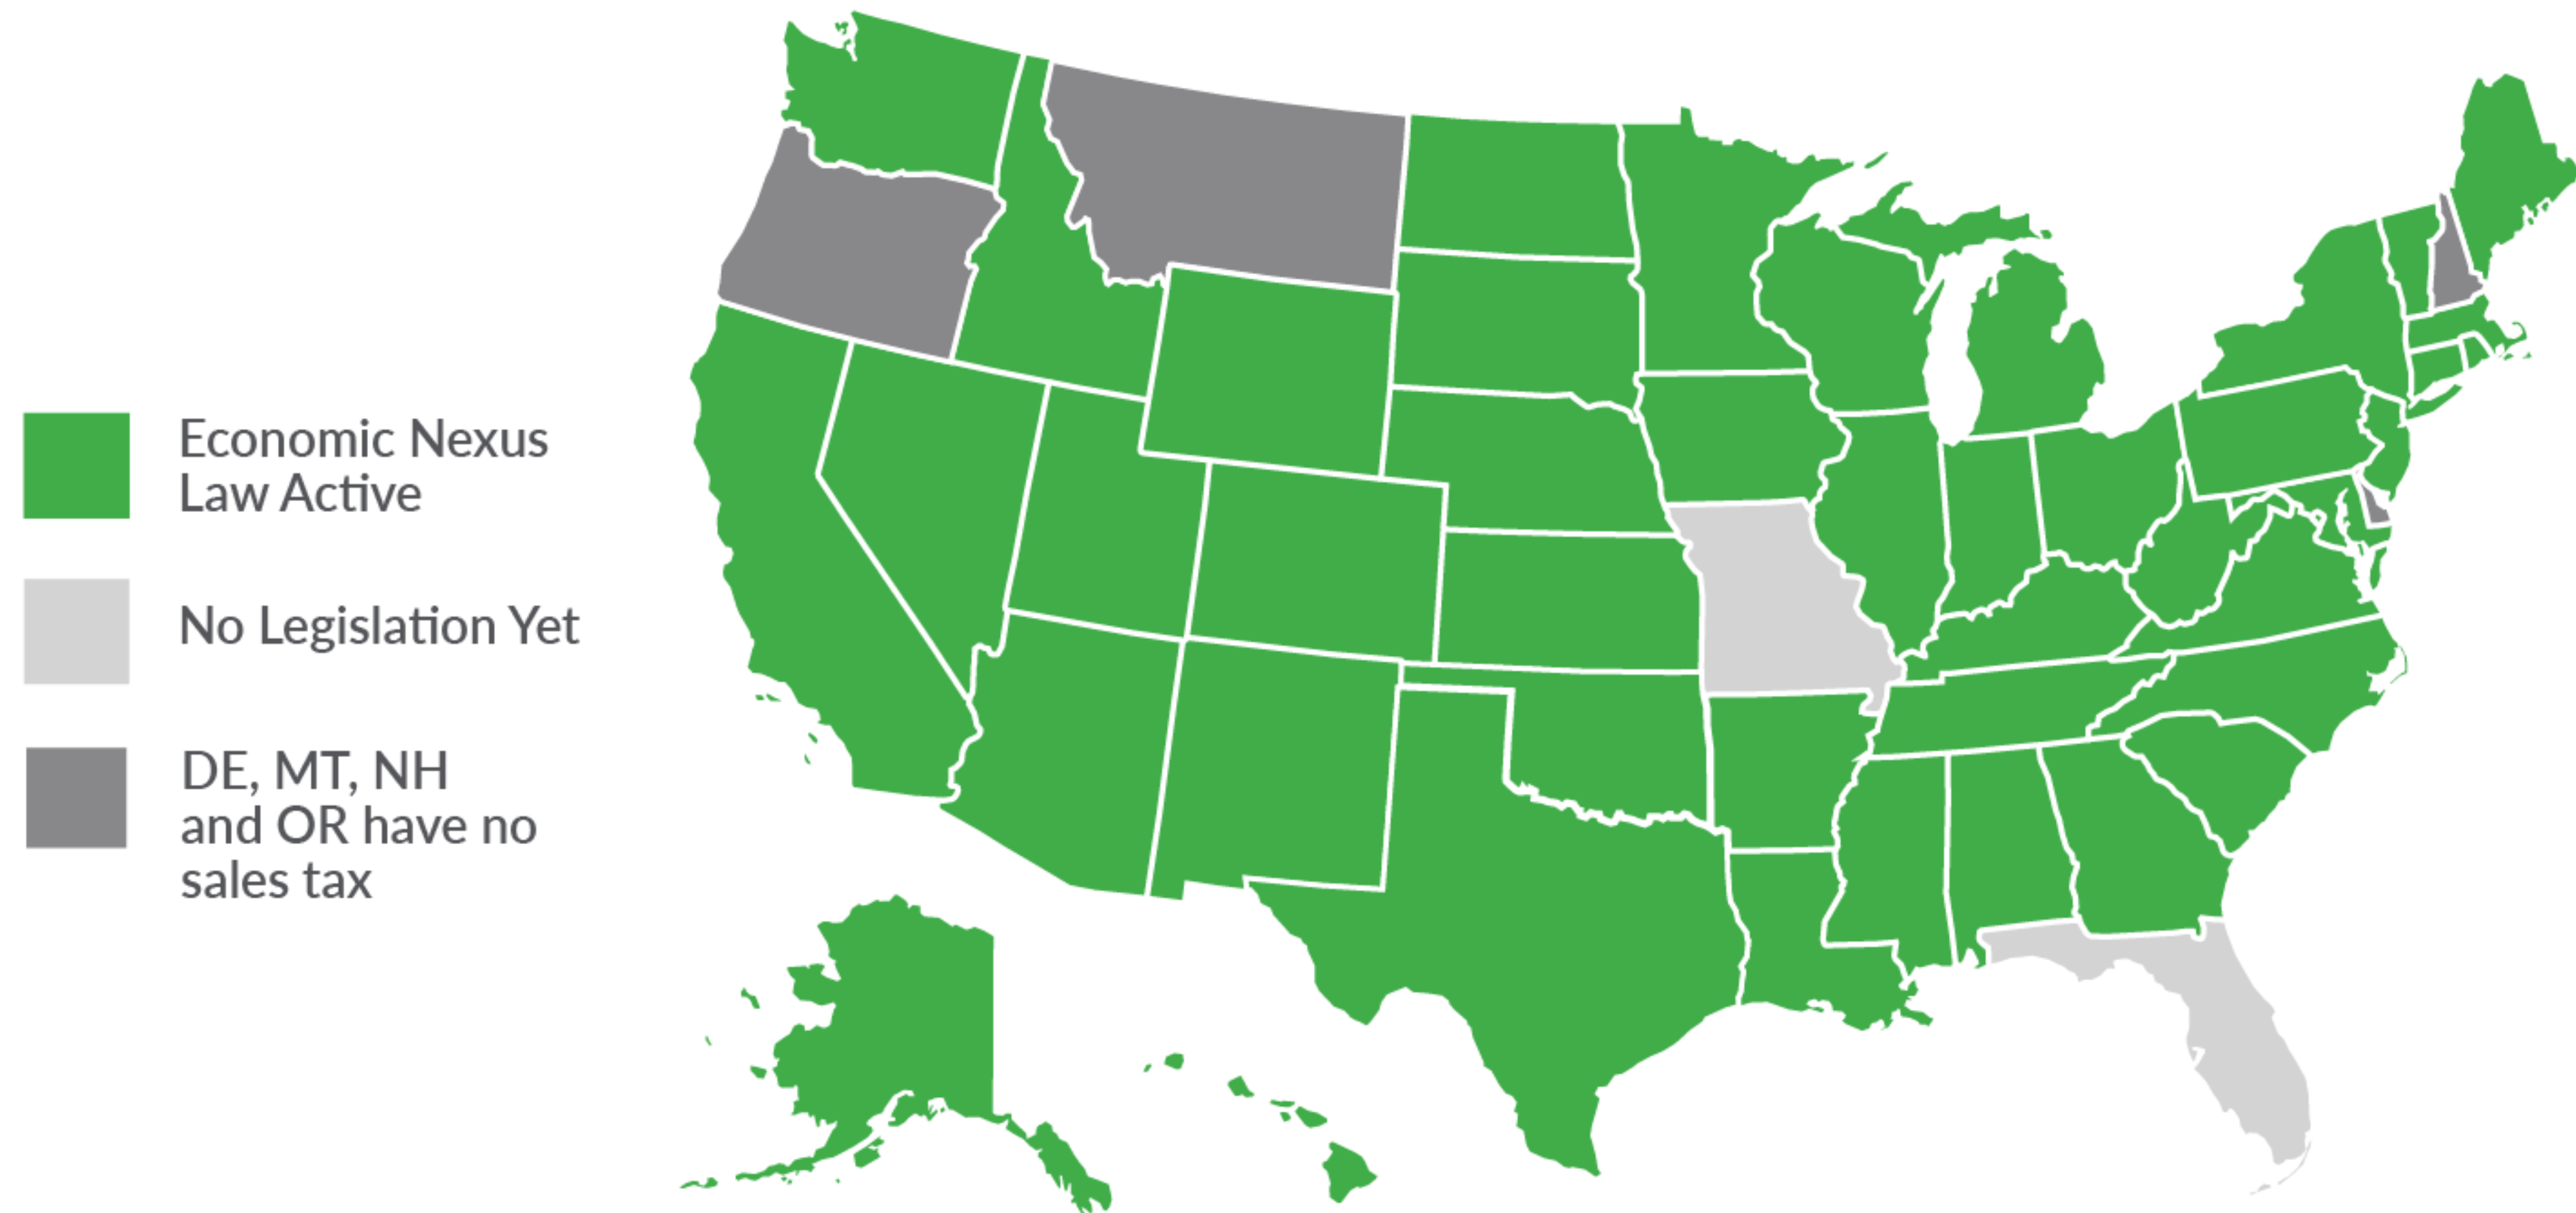 Economic Nexus
Law Active
No Legislation Yet
DE, MT, NH
and OR have no
sales tax